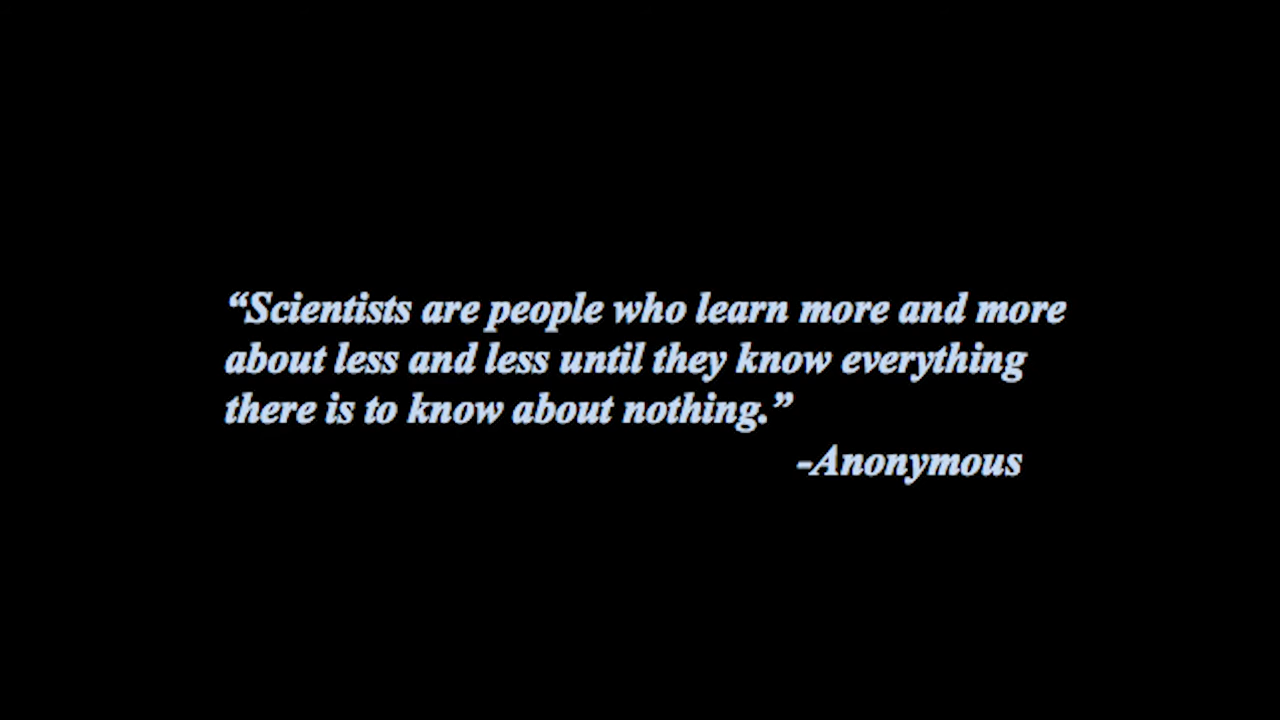 “Scientists are people who learn more and more
about less and less until they know everything
there is to know about nothing.”
-Anonymous